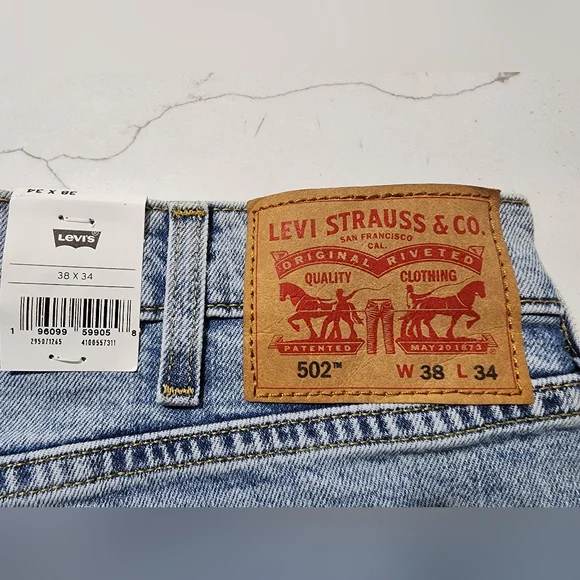 38 X 34
LEVI'S
38 X 34
1 96099 59905 8
295071265 4100557311
LEVI STRAUSS & CO.
SAN FRANCISCO
CAL.
ORIGINAL RIVETED
QUALITY CLOTHING
PATENTED MAY 20 1873
502™ W 38 L 34